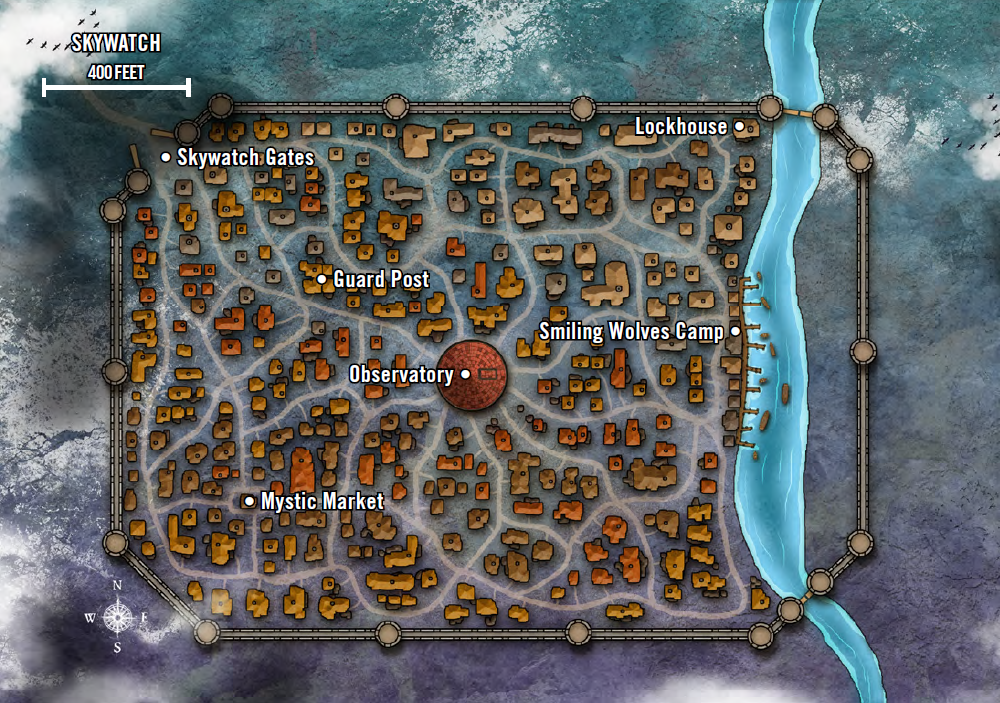 SKYWATCH
400 FEET
Lockhouse
Skywatch Gates
Guard Post
Smiling Wolves Camp
Observatory
Mystic Market
N
W E
S